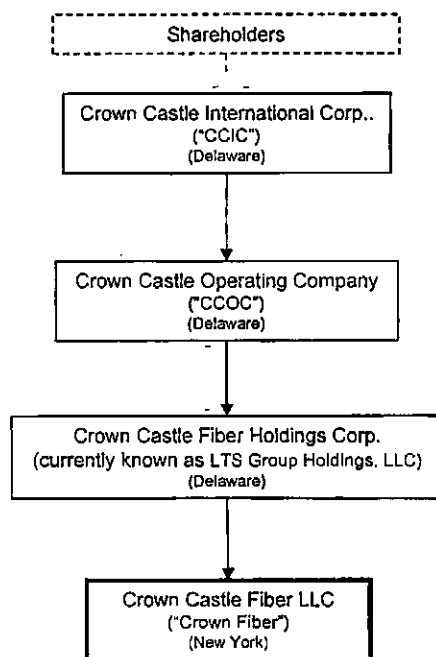 Shareholders
Crown Castle International Corp..
("CCIC")
(Delaware)
Crown Castle Operating Company
("CCOC")
(Delaware)
Crown Castle Fiber Holdings Corp.
(currently known as LTS Group Holdings, LLC)
(Delaware)
Crown Castle Fiber LLC
("Crown Fiber")
(New York)